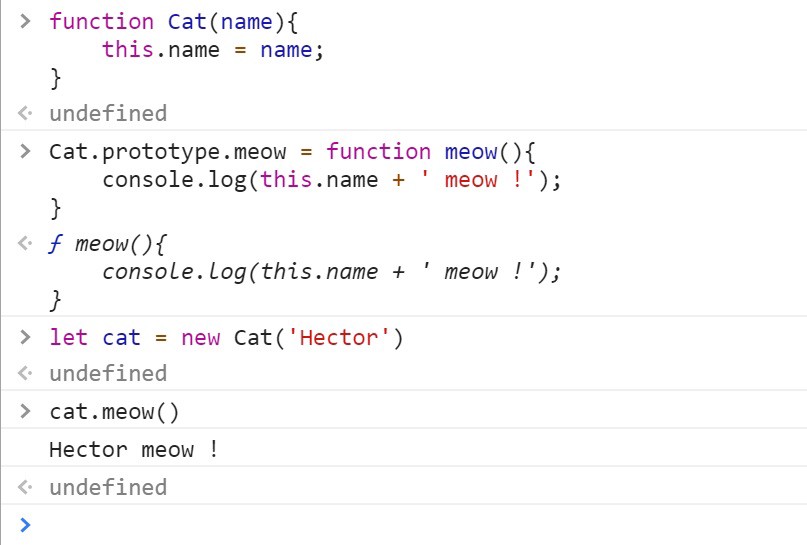 > function Cat(name){
    this.name = name;
}
<· undefined
> Cat.prototype.meow = function meow(){
    console.log(this.name + ' meow !');
}
<· ƒ meow(){
    console.log(this.name + ' meow !');
}
> let cat = new Cat('Hector')
<· undefined
> cat.meow()
Hector meow !
<· undefined
>